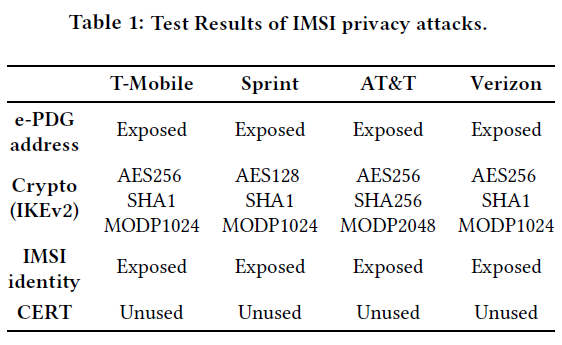 Table 1: Test Results of IMSI privacy attacks.
T-Mobile Sprint AT&T Verizon
e-PDG address Exposed Exposed Exposed Exposed
Crypto (IKEv2) AES256 SHA1 MODP1024 AES128 SHA1 MODP1024 AES256 SHA256 MODP2048 AES256 SHA1 MODP1024
IMSI identity Exposed Exposed Exposed Exposed
CERT Unused Unused Unused Unused